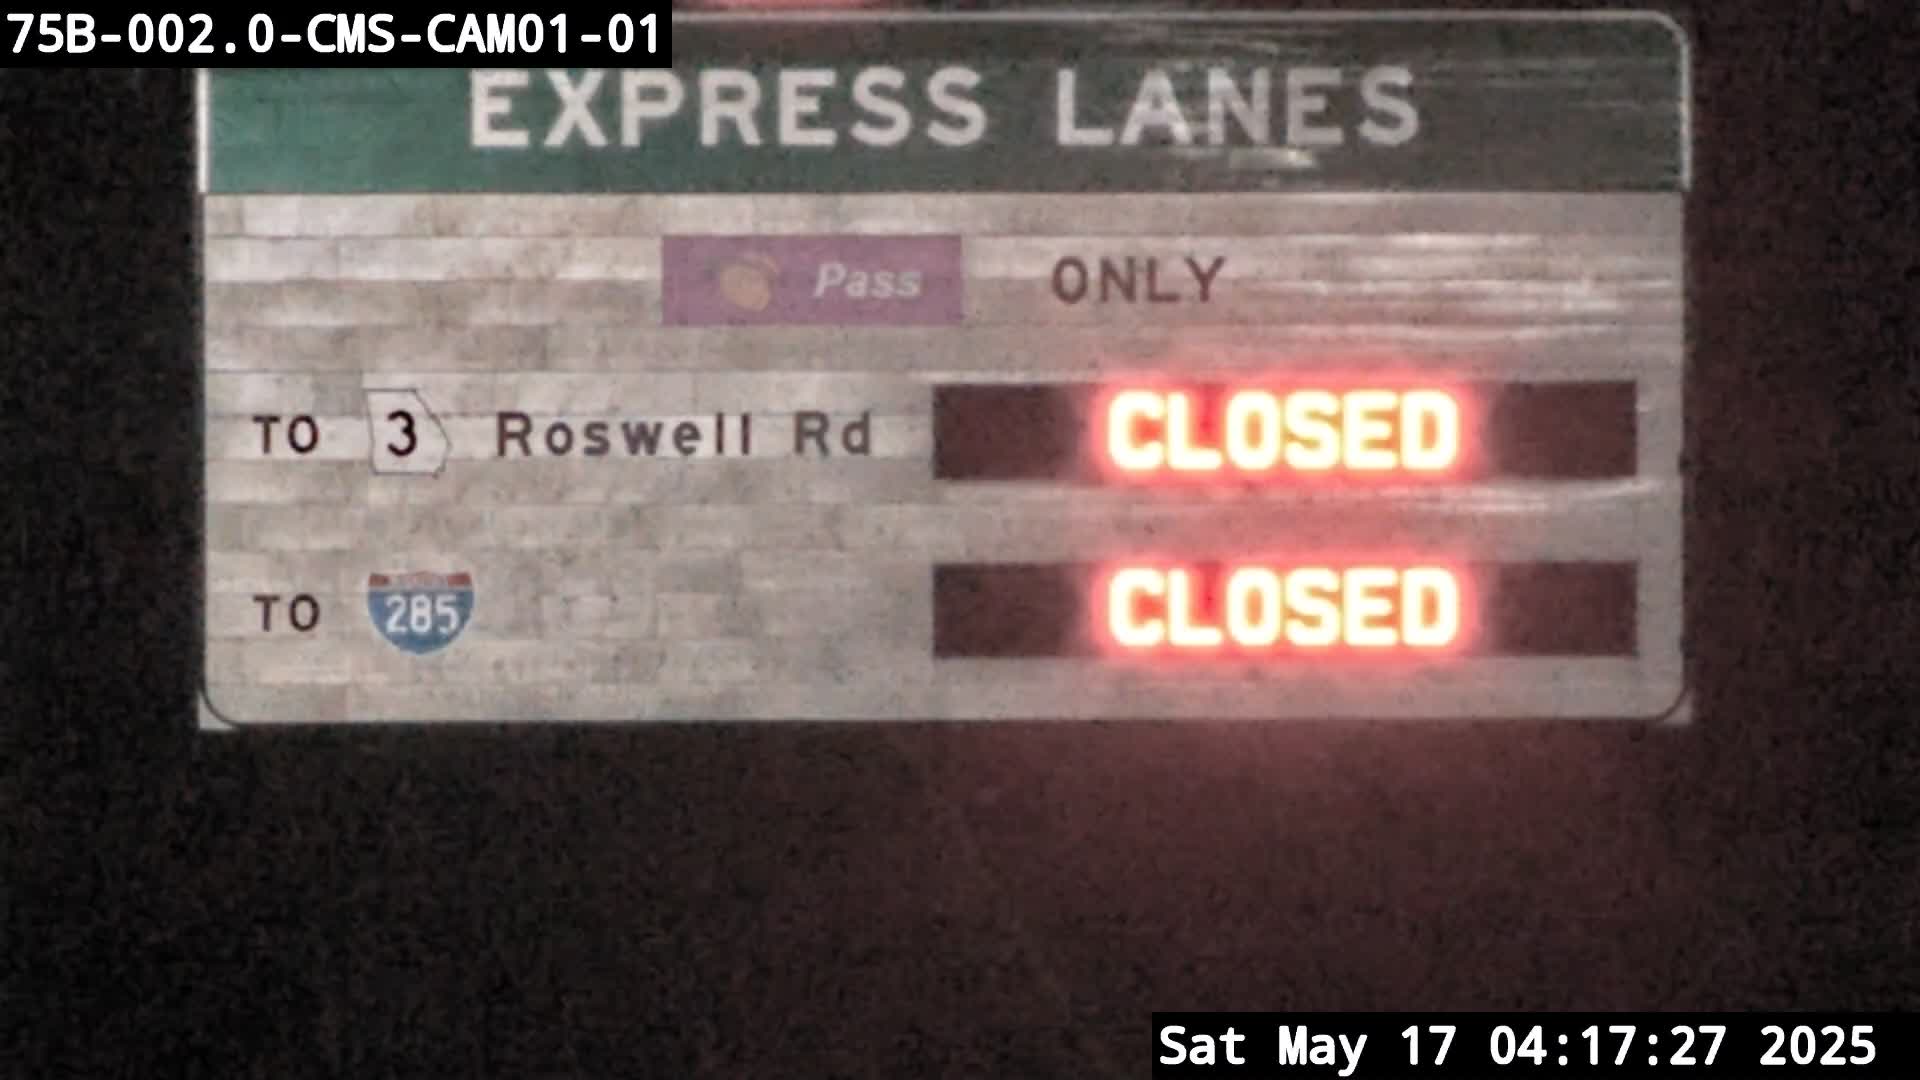 75B-002.0-CMS-CAM01-01
EXPRESS LANES
Pass ONLY
TO 3 Roswell Rd CLOSED
TO 285 CLOSED
Sat May 17 04:17:27 2025